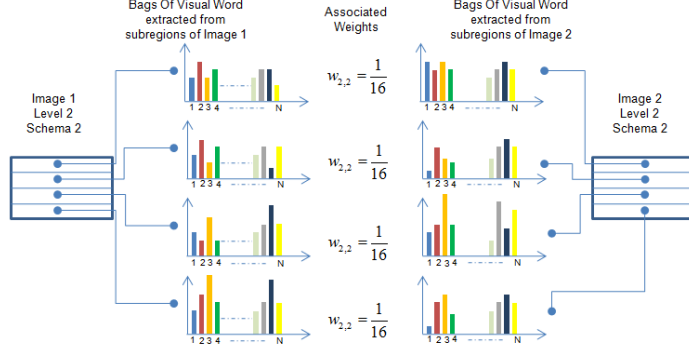 Bags Of Visual Word
extracted from
subregions of Image 1
Associated
Weights
Bags Of Visual Word
extracted from
subregions of Image 2
Image 1
Level 2
Schema 2
Image 2
Level 2
Schema 2
1 2 3 4 N
w2,2 = 1/16
1 2 3 4 N
1 2 3 4 N
w2,2 = 1/16
1 2 3 4 N
1 2 3 4 N
w2,2 = 1/16
1 2 3 4 N
1 2 3 4 N
w2,2 = 1/16
1 2 3 4 N